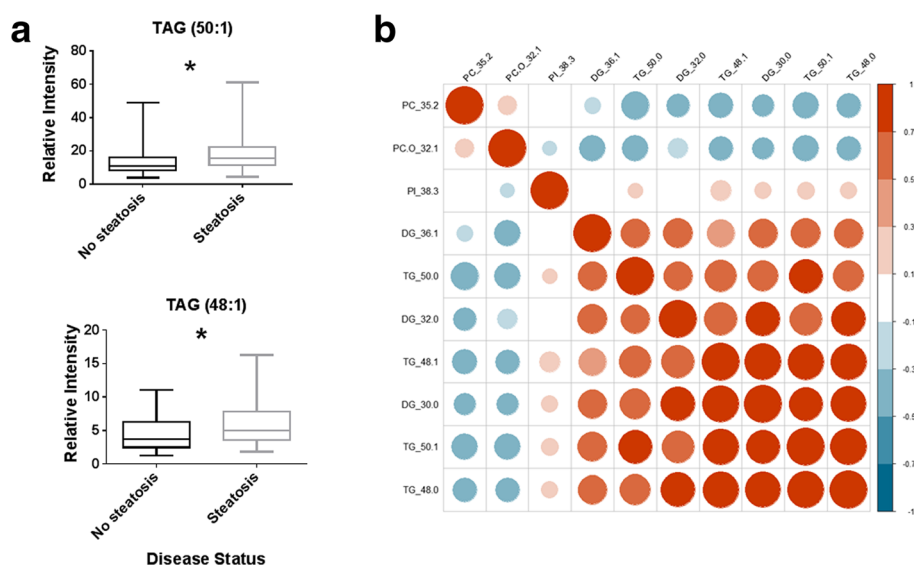 a
TAG (50:1)
Relative Intensity
80
60
40
20
0
*
No steatosis
Steatosis
TAG (48:1)
Relative Intensity
20
15
10
5
0
*
No steatosis
Steatosis
Disease Status
b
PC_35.2
PC.O_32.1
PI_38.3
DG_36.1
TG_50.0
DG_32.0
TG_48.1
DG_30.0
TG_50.1
TG_48.0
PC_35.2
PC.O_32.1
PI_38.3
DG_36.1
TG_50.0
DG_32.0
TG_48.1
DG_30.0
TG_50.1
TG_48.0
1
0.7
0.5
0.3
0.1
-0.1
-0.3
-0.5
-0.7
-1